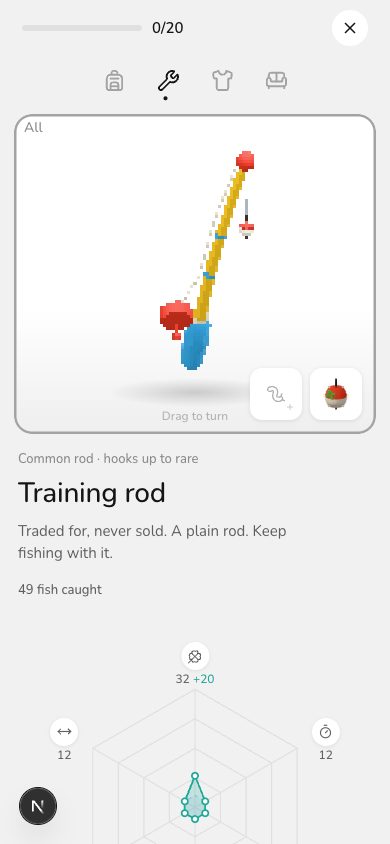 0/20
All
Drag to turn
Common rod · hooks up to rare
Training rod
Traded for, never sold. A plain rod. Keep
fishing with it.
49 fish caught
32 +20
12
12
N